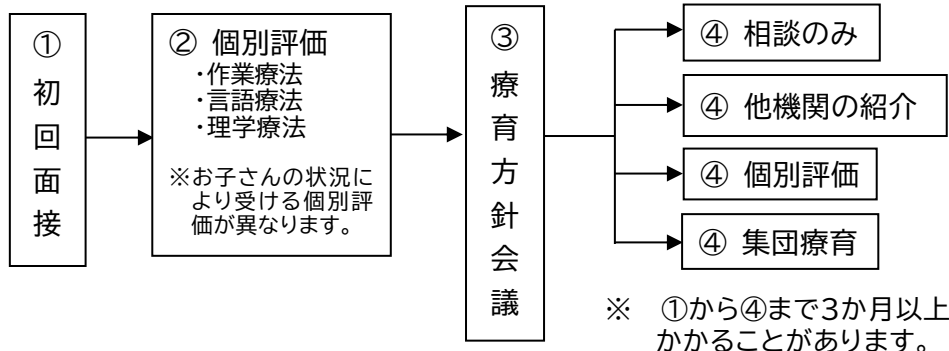 ①初回面接
② 個別評価
・作業療法
・言語療法
・理学療法
※お子さんの状況に
より受ける個別評
価が異なります。
③療育方針会議
④ 相談のみ
④ 他機関の紹介
④ 個別評価
④ 集団療育
※ ①から④まで3か月以上
かかることがあります。